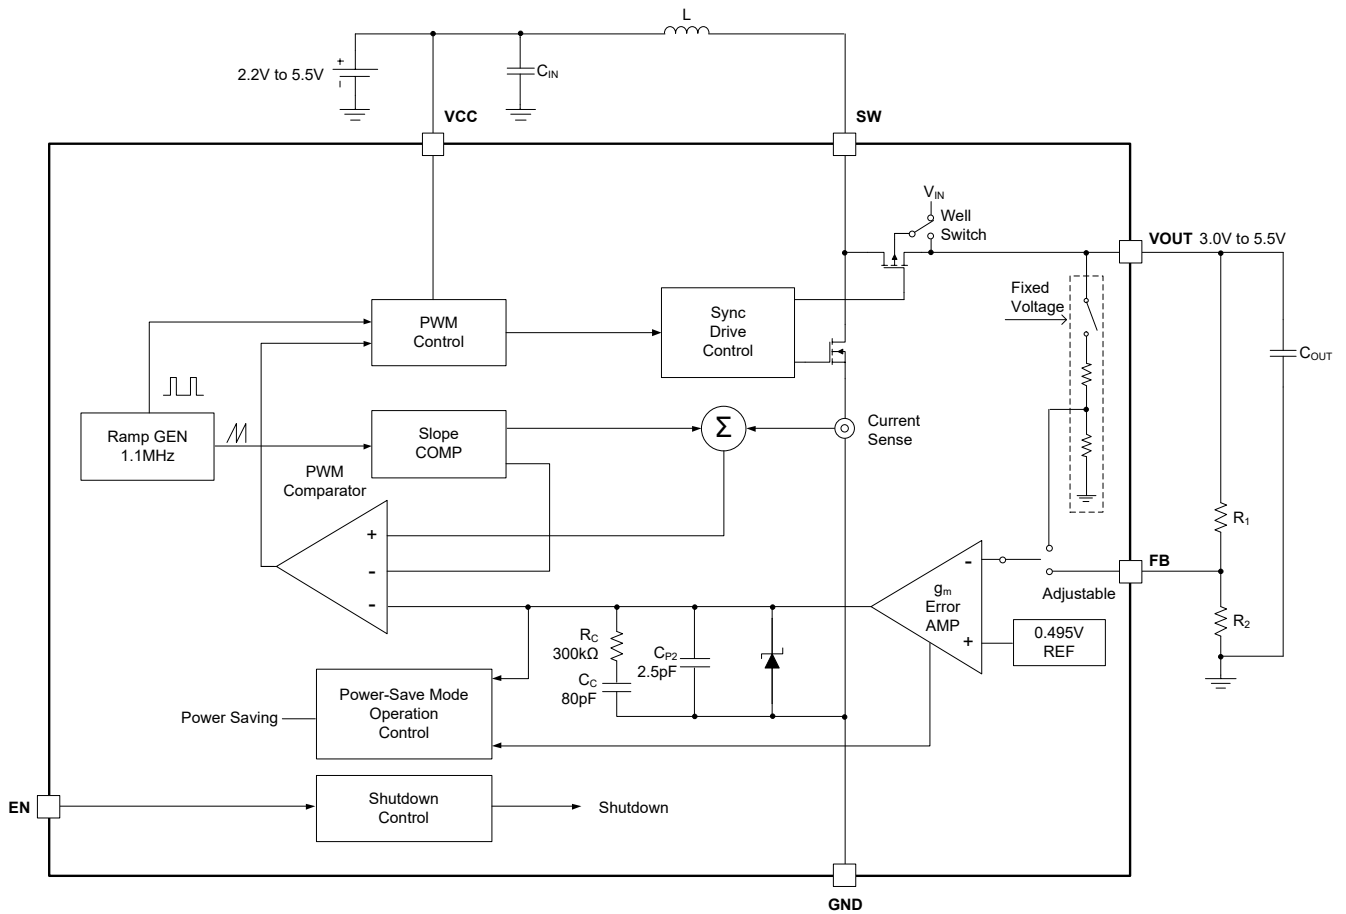 L
+
-
2.2V to 5.5V
CIN
VCC
SW
VIN
Well
Switch
VOUT 3.0V to 5.5V
Fixed
Voltage
PWM
Control
Sync
Drive
Control
COUT
Ramp GEN
1.1MHz
Slope
COMP
Σ
Current
Sense
PWM
Comparator
+
-
-
R1
FB
-
gm
Error
AMP
+
Adjustable
0.495V
REF
R2
RC
300kΩ
CP2
2.5pF
CC
80pF
Power Saving
Power-Save Mode
Operation
Control
EN
Shutdown
Control
Shutdown
GND